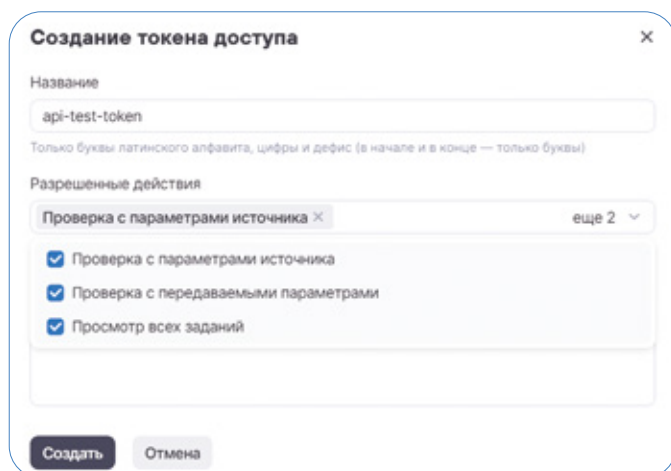 Создание токена доступа
Название
api-test-token
Только буквы латинского алфавита, цифры и дефис (в начале и в конце — только буквы)
Разрешенные действия
Проверка с параметрами источника еще 2
Проверка с параметрами источника
Проверка с передаваемыми параметрами
Просмотр всех заданий
Создать Отмена